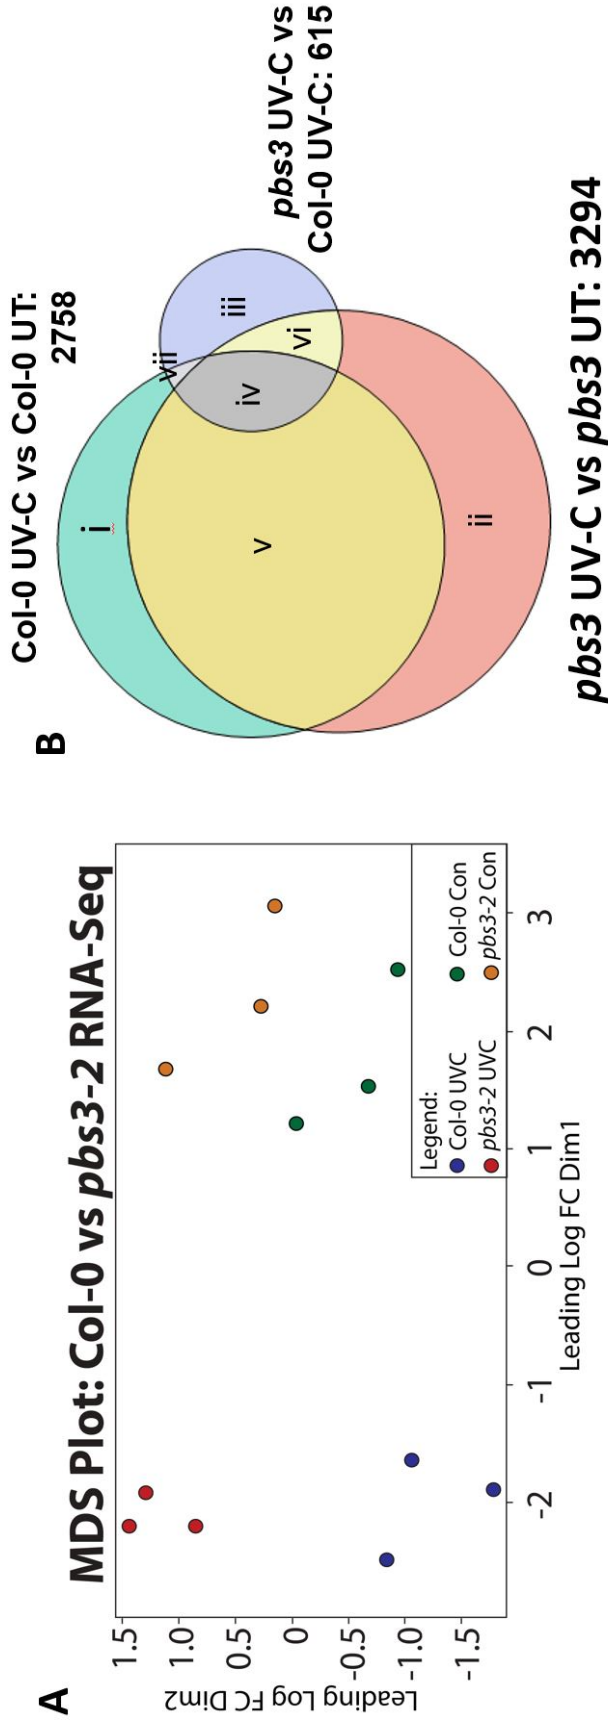 A
MDS Plot: Col-0 vs pbs3-2 RNA-Seq
Leading Log FC Dim2
1.5
1.0
0.5
0
-0.5
-1.0
-1.5
-2
-1
0
1
2
3
Leading Log FC Dim1
Legend:
Col-0 UVC
Col-0 Con
pbs3-2 UVC
pbs3-2 Con
B
Col-0 UV-C vs Col-0 UT:
2758
i
vii
iii
iv
vi
v
ii
pbs3 UV-C vs
Col-0 UV-C: 615
pbs3 UV-C vs pbs3 UT: 3294